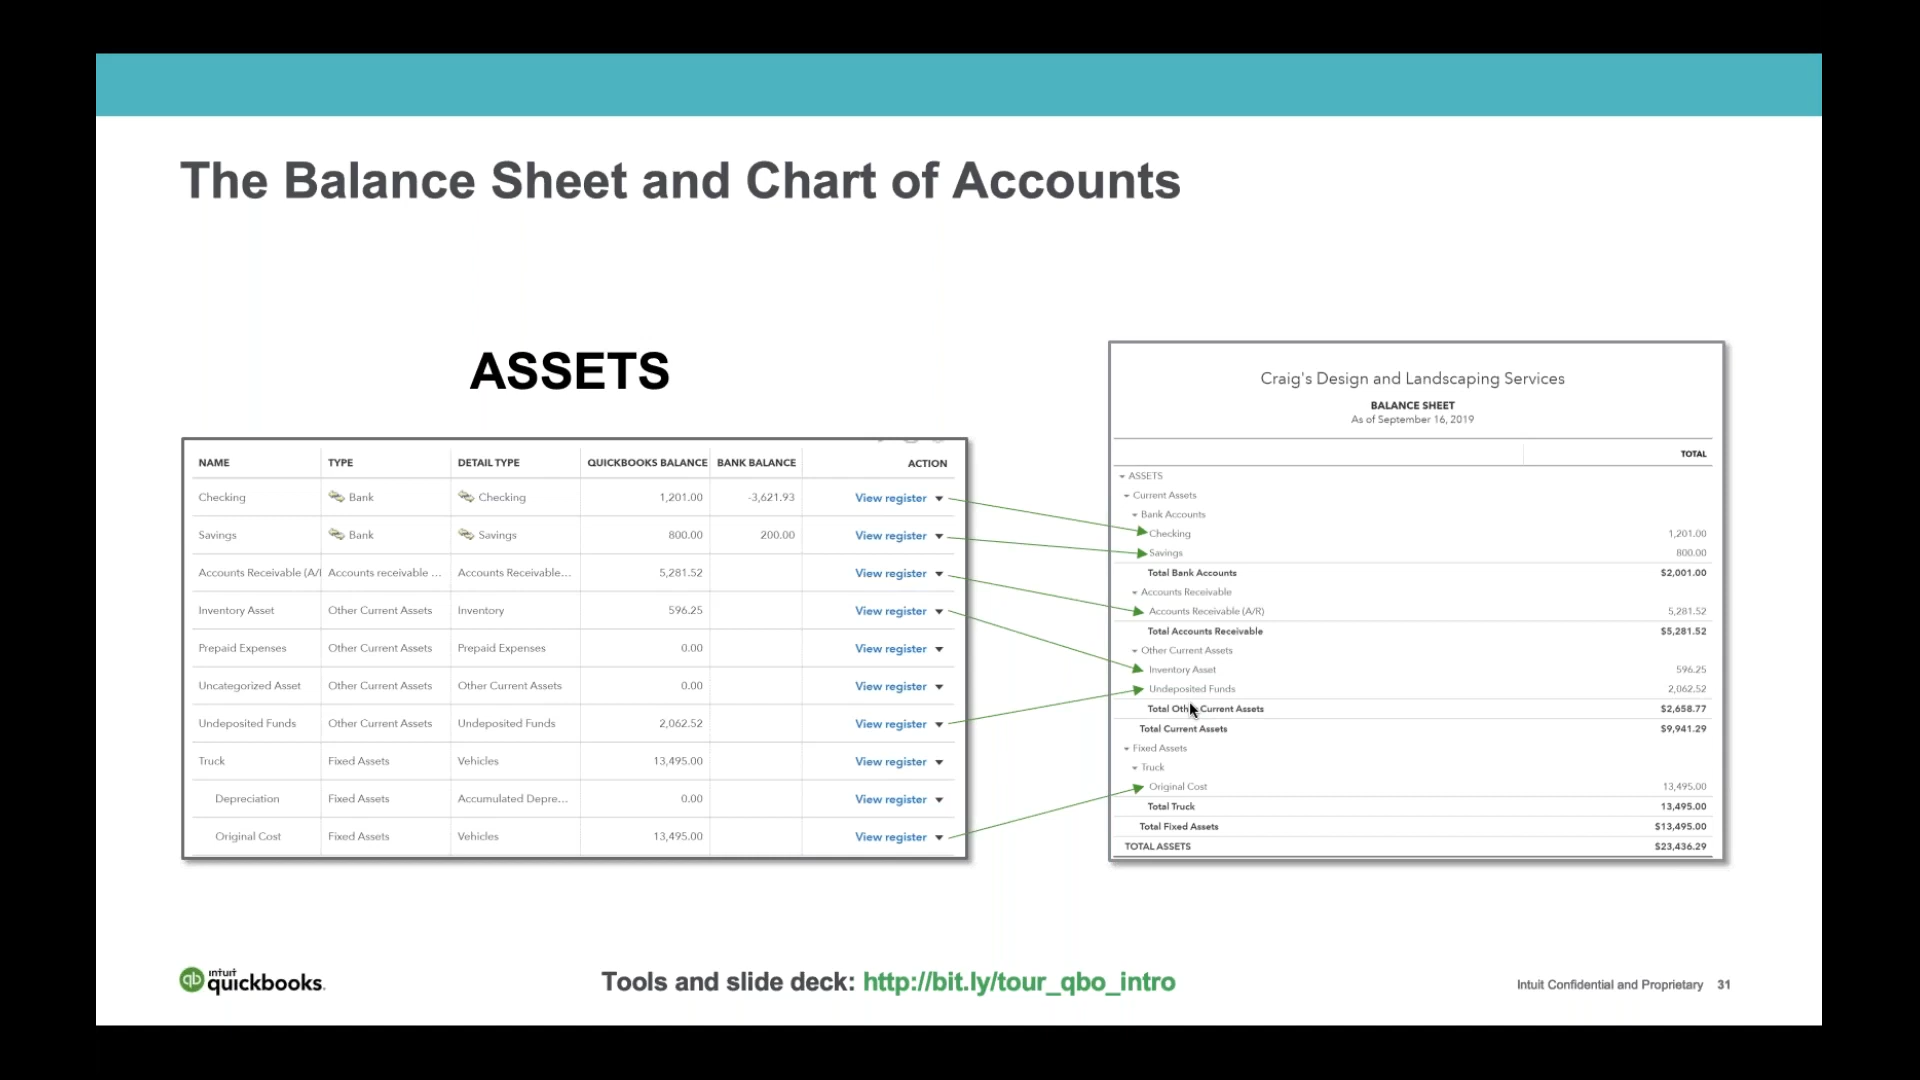 The Balance Sheet and Chart of Accounts
ASSETS
NAME TYPE DETAIL TYPE QUICKBOOKS BALANCE BANK BALANCE ACTION
Checking Bank Checking 1,201.00 -3,621.93 View register
Savings Bank Savings 800.00 200.00 View register
Accounts Receivable (A/ Accounts receivable ... Accounts Receivable... 5,281.52 View register
Inventory Asset Other Current Assets Inventory 596.25 View register
Prepaid Expenses Other Current Assets Prepaid Expenses 0.00 View register
Uncategorized Asset Other Current Assets Other Current Assets 0.00 View register
Undeposited Funds Other Current Assets Undeposited Funds 2,062.52 View register
Truck Fixed Assets Vehicles 13,495.00 View register
Depreciation Fixed Assets Accumulated Depre... 0.00 View register
Original Cost Fixed Assets Vehicles 13,495.00 View register
Craig's Design and Landscaping Services
BALANCE SHEET
As of September 16, 2019
TOTAL
ASSETS
Current Assets
Bank Accounts
Checking 1,201.00
Savings 800.00
Total Bank Accounts $2,001.00
Accounts Receivable
Accounts Receivable (A/R) 5,281.52
Total Accounts Receivable $5,281.52
Other Current Assets
Inventory Asset 596.25
Undeposited Funds 2,062.52
Total Other Current Assets $2,658.77
Total Current Assets $9,941.29
Fixed Assets
Truck
Original Cost 13,495.00
Total Truck 13,495.00
Total Fixed Assets $13,495.00
TOTAL ASSETS $23,436.29
qb intuit quickbooks.
Tools and slide deck: http://bit.ly/tour_qbo_intro
Intuit Confidential and Proprietary 31